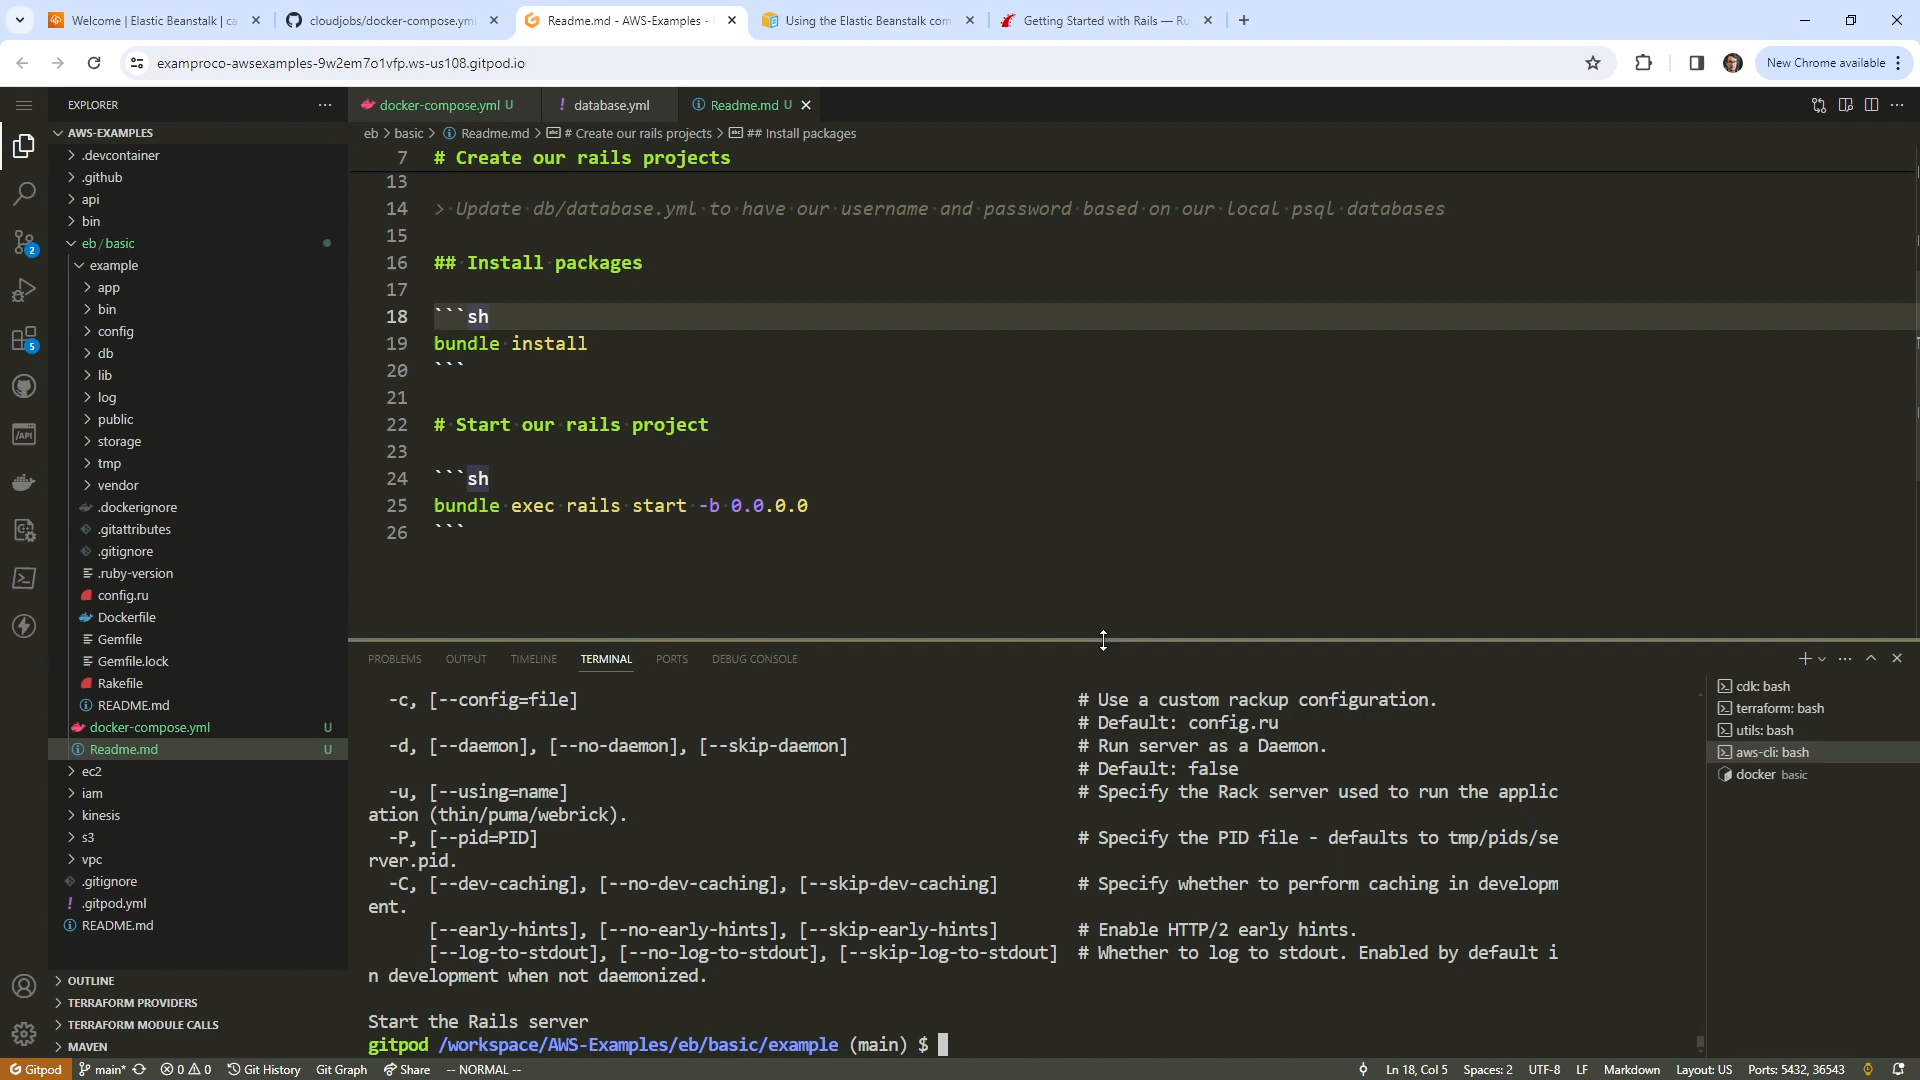 Welcome | Elastic Beanstalk | ca
cloudjobs/docker-compose.yml
Readme.md - AWS-Examples -
Using the Elastic Beanstalk com
Getting Started with Rails — Ru
examproco-awsexamples-9w2em7o1vfp.ws-us108.gitpod.io
New Chrome available
EXPLORER
docker-compose.yml U
! database.yml
Readme.md U
AWS-EXAMPLES
eb > basic > Readme.md > # Create our rails projects > ## Install packages
.devcontainer
.github
api
bin
eb / basic
example
app
bin
config
db
lib
log
public
storage
tmp
vendor
.dockerignore
.gitattributes
.gitignore
.ruby-version
config.ru
Dockerfile
Gemfile
Gemfile.lock
Rakefile
README.md
docker-compose.yml U
Readme.md U
ec2
iam
kinesis
s3
vpc
.gitignore
! .gitpod.yml
README.md
OUTLINE
TERRAFORM PROVIDERS
TERRAFORM MODULE CALLS
MAVEN
2
5
/API
7 # Create our rails projects
13
14 > Update db/database.yml to have our username and password based on our local psql databases
15
16 ## Install packages
17
18 ```sh
19 bundle install
20 ```
21
22 # Start our rails project
23
24 ```sh
25 bundle exec rails start -b 0.0.0.0
26 ```
PROBLEMS OUTPUT TIMELINE TERMINAL PORTS DEBUG CONSOLE
-c, [--config=file] # Use a custom rackup configuration.
# Default: config.ru
-d, [--daemon], [--no-daemon], [--skip-daemon] # Run server as a Daemon.
# Default: false
-u, [--using=name] # Specify the Rack server used to run the applic
ation (thin/puma/webrick).
-P, [--pid=PID] # Specify the PID file - defaults to tmp/pids/se
rver.pid.
-C, [--dev-caching], [--no-dev-caching], [--skip-dev-caching] # Specify whether to perform caching in developm
ent.
[--early-hints], [--no-early-hints], [--skip-early-hints] # Enable HTTP/2 early hints.
[--log-to-stdout], [--no-log-to-stdout], [--skip-log-to-stdout] # Whether to log to stdout. Enabled by default i
n development when not daemonized.
Start the Rails server
gitpod /workspace/AWS-Examples/eb/basic/example (main) $
cdk: bash
terraform: bash
utils: bash
aws-cli: bash
docker basic
Gitpod main* 0 0 Git History Git Graph Share -- NORMAL -- Ln 18, Col 5 Spaces: 2 UTF-8 LF Markdown Layout: US Ports: 5432, 36543